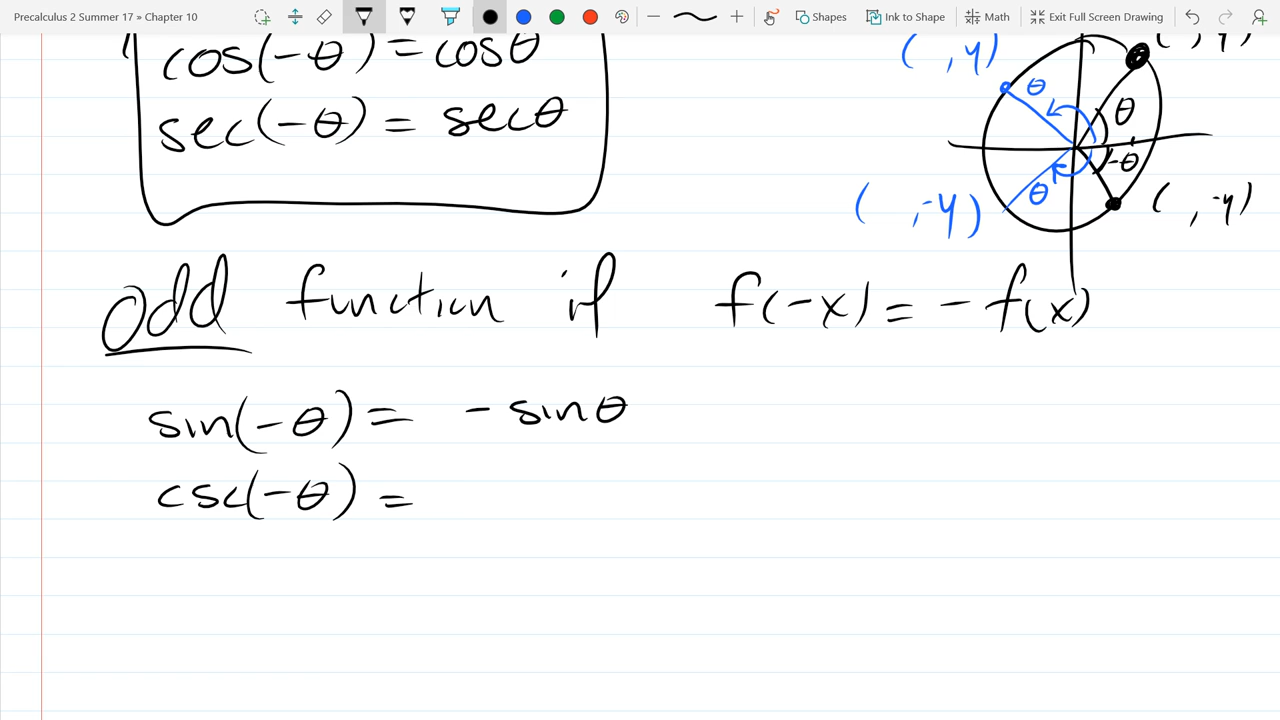 Precalculus 2 Summer 17 » Chapter 10
Shapes
Ink to Shape
Math
Exit Full Screen Drawing
cos(-θ) = cosθ
sec(-θ) = secθ
( , y)
( , y)
θ
θ
-θ
θ
( , -y)
( , -y)
odd function if f(-x) = - f(x)
sin(-θ) = - sinθ
csc(-θ) =